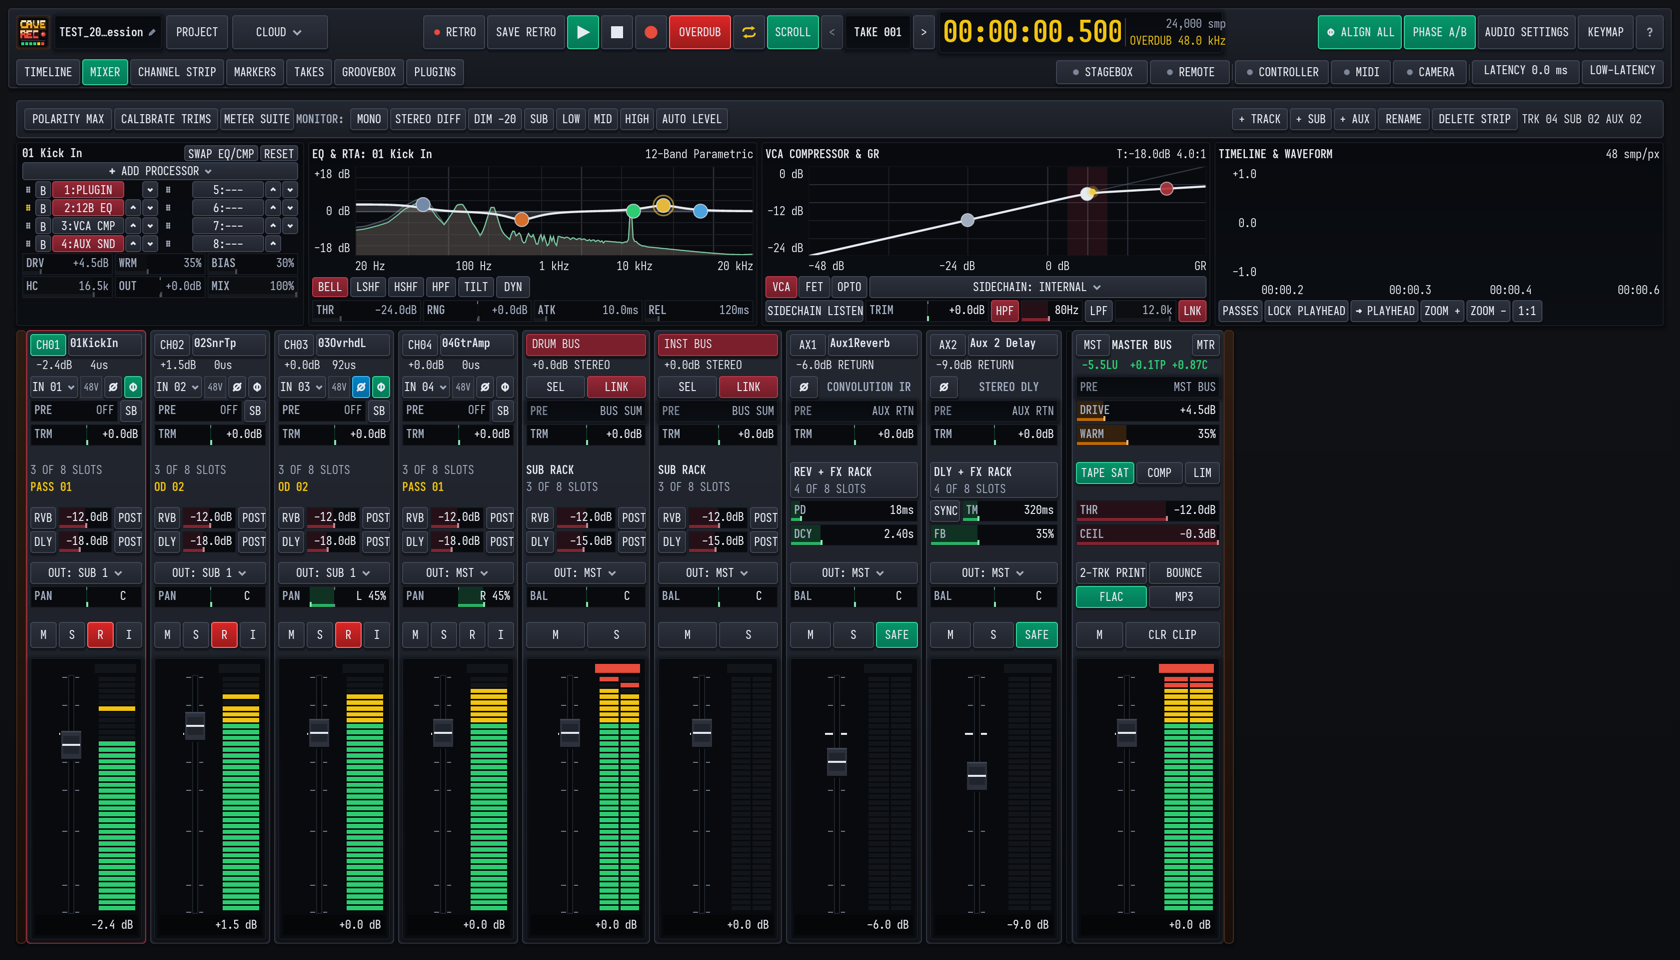 CAVE REC
TEST_20…ession PROJECT CLOUD RETRO SAVE RETRO OVERDUB SCROLL < TAKE 001 > 00:00:00.500 24,000 smp OVERDUB 48.0 kHz Φ ALIGN ALL PHASE A/B AUDIO SETTINGS KEYMAP ?
TIMELINE MIXER CHANNEL STRIP MARKERS TAKES GROOVEBOX PLUGINS STAGEBOX REMOTE CONTROLLER MIDI CAMERA LATENCY 0.0 ms LOW-LATENCY
POLARITY MAX CALIBRATE TRIMS METER SUITE MONITOR: MONO STEREO DIFF DIM -20 SUB LOW MID HIGH AUTO LEVEL + TRACK + SUB + AUX RENAME DELETE STRIP TRK 04 SUB 02 AUX 02
01 Kick In SWAP EQ/CMP RESET
+ ADD PROCESSOR
B 1:PLUGIN 5:---
B 2:12B EQ 6:---
B 3:VCA CMP 7:---
B 4:AUX SND 8:---
DRV +4.5dB WRM 35% BIAS 30%
HC 16.5k OUT +0.0dB MIX 100%
EQ & RTA: 01 Kick In 12-Band Parametric
+18 dB
0 dB
-18 dB
20 Hz 100 Hz 1 kHz 10 kHz 20 kHz
BELL LSHF HSHF HPF TILT DYN
THR -24.0dB RNG +0.0dB ATK 10.0ms REL 120ms
VCA COMPRESSOR & GR T:-18.0dB 4.0:1
0 dB
-12 dB
-24 dB
-48 dB -24 dB 0 dB GR
VCA FET OPTO SIDECHAIN: INTERNAL
SIDECHAIN LISTEN TRIM +0.0dB HPF 80Hz LPF 12.0k LNK
TIMELINE & WAVEFORM 48 smp/px
+1.0
0.0
-1.0
00:00.2 00:00.3 00:00.4 00:00.6
PASSES LOCK PLAYHEAD ➔ PLAYHEAD ZOOM + ZOOM - 1:1
CH01 01KickIn CH02 02SnrTp CH03 03OvrhdL CH04 04GtrAmp DRUM BUS INST BUS AX1 Aux1Reverb AX2 Aux 2 Delay MST MASTER BUS MTR
-2.4dB 4us +1.5dB 0us +0.0dB 92us +0.0dB 0us +0.0dB STEREO +0.0dB STEREO -6.0dB RETURN -9.0dB RETURN -5.5LU +0.1TP +0.87C
IN 01 48V Ø Φ IN 02 48V Ø Φ IN 03 48V Ø Φ IN 04 48V Ø Φ SEL LINK SEL LINK Ø CONVOLUTION IR Ø STEREO DLY PRE MST BUS
PRE OFF SB PRE OFF SB PRE OFF SB PRE OFF SB PRE BUS SUM PRE BUS SUM PRE AUX RTN PRE AUX RTN DRIVE +4.5dB
TRM +0.0dB TRM +0.0dB TRM +0.0dB TRM +0.0dB TRM +0.0dB TRM +0.0dB TRM +0.0dB TRM +0.0dB WARM 35%
3 OF 8 SLOTS 3 OF 8 SLOTS 3 OF 8 SLOTS 3 OF 8 SLOTS SUB RACK SUB RACK REV + FX RACK DLY + FX RACK TAPE SAT COMP LIM
PASS 01 OD 02 OD 02 PASS 01 3 OF 8 SLOTS 3 OF 8 SLOTS 4 OF 8 SLOTS 4 OF 8 SLOTS
RVB -12.0dB POST RVB -12.0dB POST RVB -12.0dB POST RVB -12.0dB POST RVB -12.0dB POST RVB -12.0dB POST PD 18ms SYNC TM 320ms THR -12.0dB
DLY -18.0dB POST DLY -18.0dB POST DLY -18.0dB POST DLY -18.0dB POST DLY -15.0dB POST DLY -15.0dB POST DCY 2.40s FB 35% CEIL -0.3dB
OUT: SUB 1 OUT: SUB 1 OUT: SUB 1 OUT: MST OUT: MST OUT: MST OUT: MST OUT: MST 2-TRK PRINT BOUNCE
PAN C PAN C PAN L 45% PAN R 45% BAL C BAL C BAL C BAL C FLAC MP3
M S R I M S R I M S R I M S R I M S M S M S SAFE M S SAFE M CLR CLIP
-2.4 dB +1.5 dB +0.0 dB +0.0 dB +0.0 dB +0.0 dB -6.0 dB -9.0 dB +0.0 dB